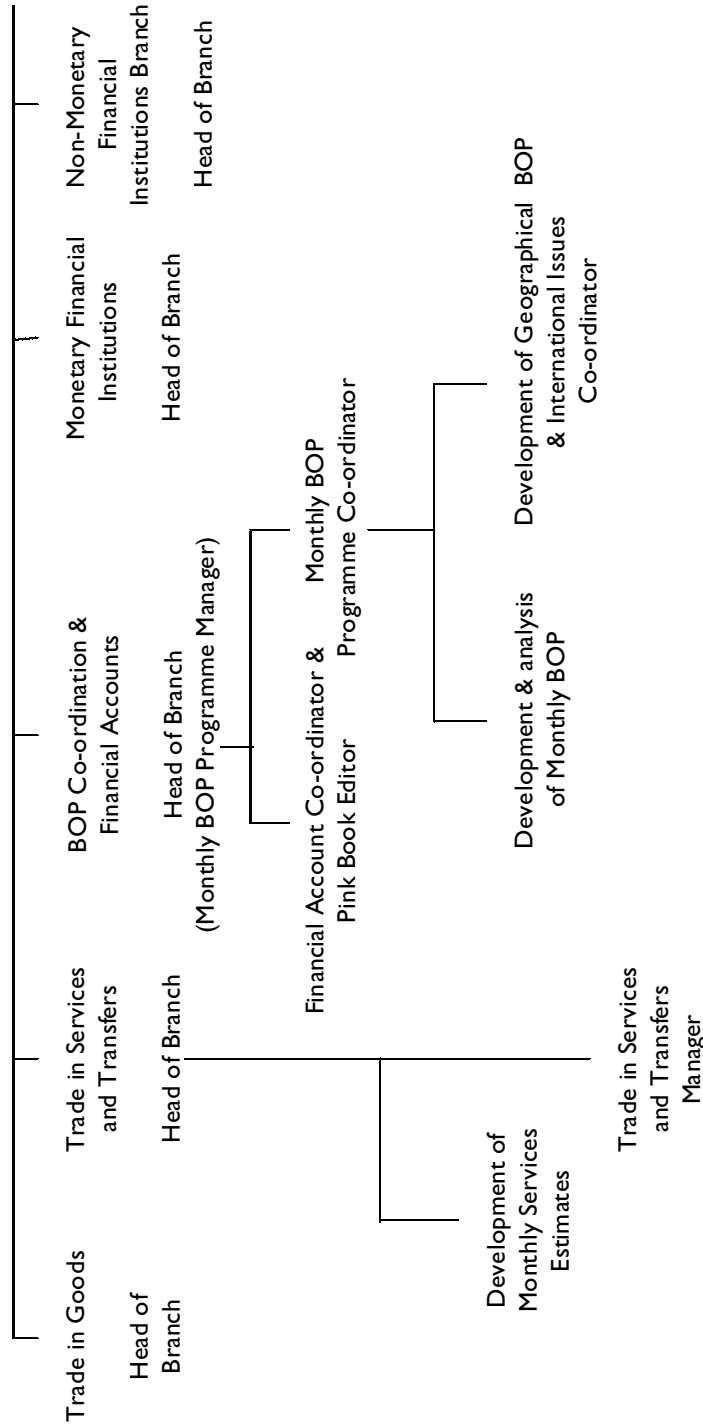 Trade in Goods
Head of
Branch
Trade in Services
and Transfers
Head of Branch
Development of
Monthly Services
Estimates
Trade in Services
and Transfers
Manager
BOP Co-ordination &
Financial Accounts
Head of Branch
(Monthly BOP Programme Manager)
Financial Account Co-ordinator &
Pink Book Editor
Monthly BOP
Programme Co-ordinator
Development & analysis
of Monthly BOP
Development of Geographical BOP
& International Issues
Co-ordinator
Monetary Financial
Institutions
Head of Branch
Non-Monetary
Financial
Institutions Branch
Head of Branch